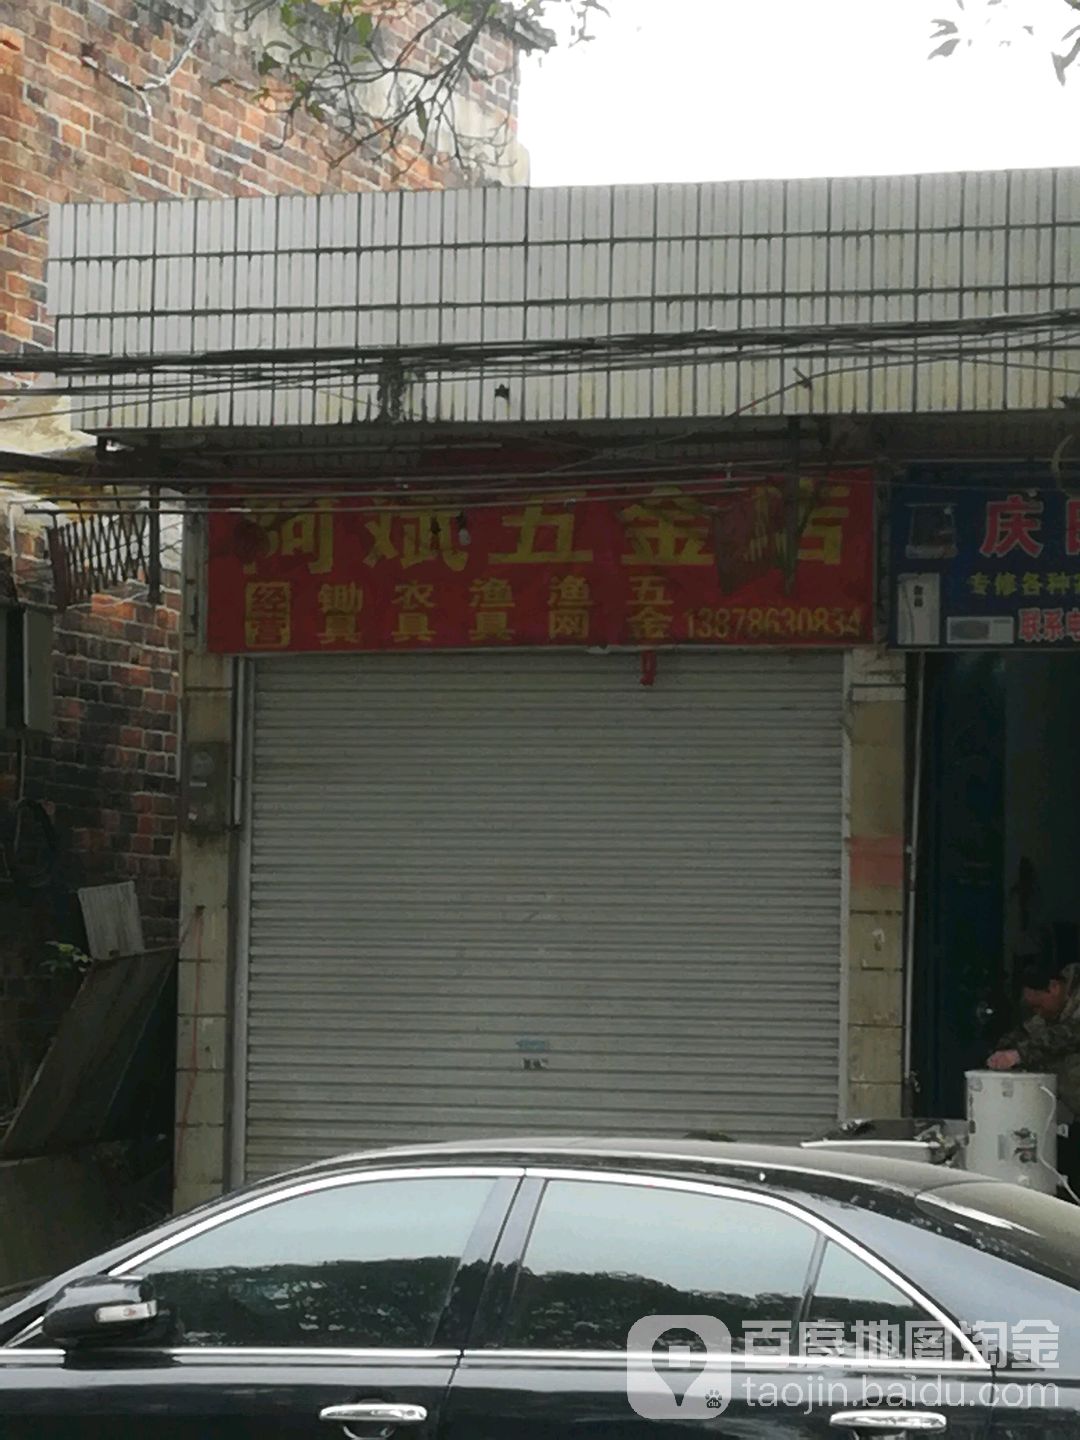 阿斌五金店
经营 锄具 农具 渔具 渔网 五金 13878630834
庆
专修各种
联系电
百度地图淘金
taojin.baidu.com